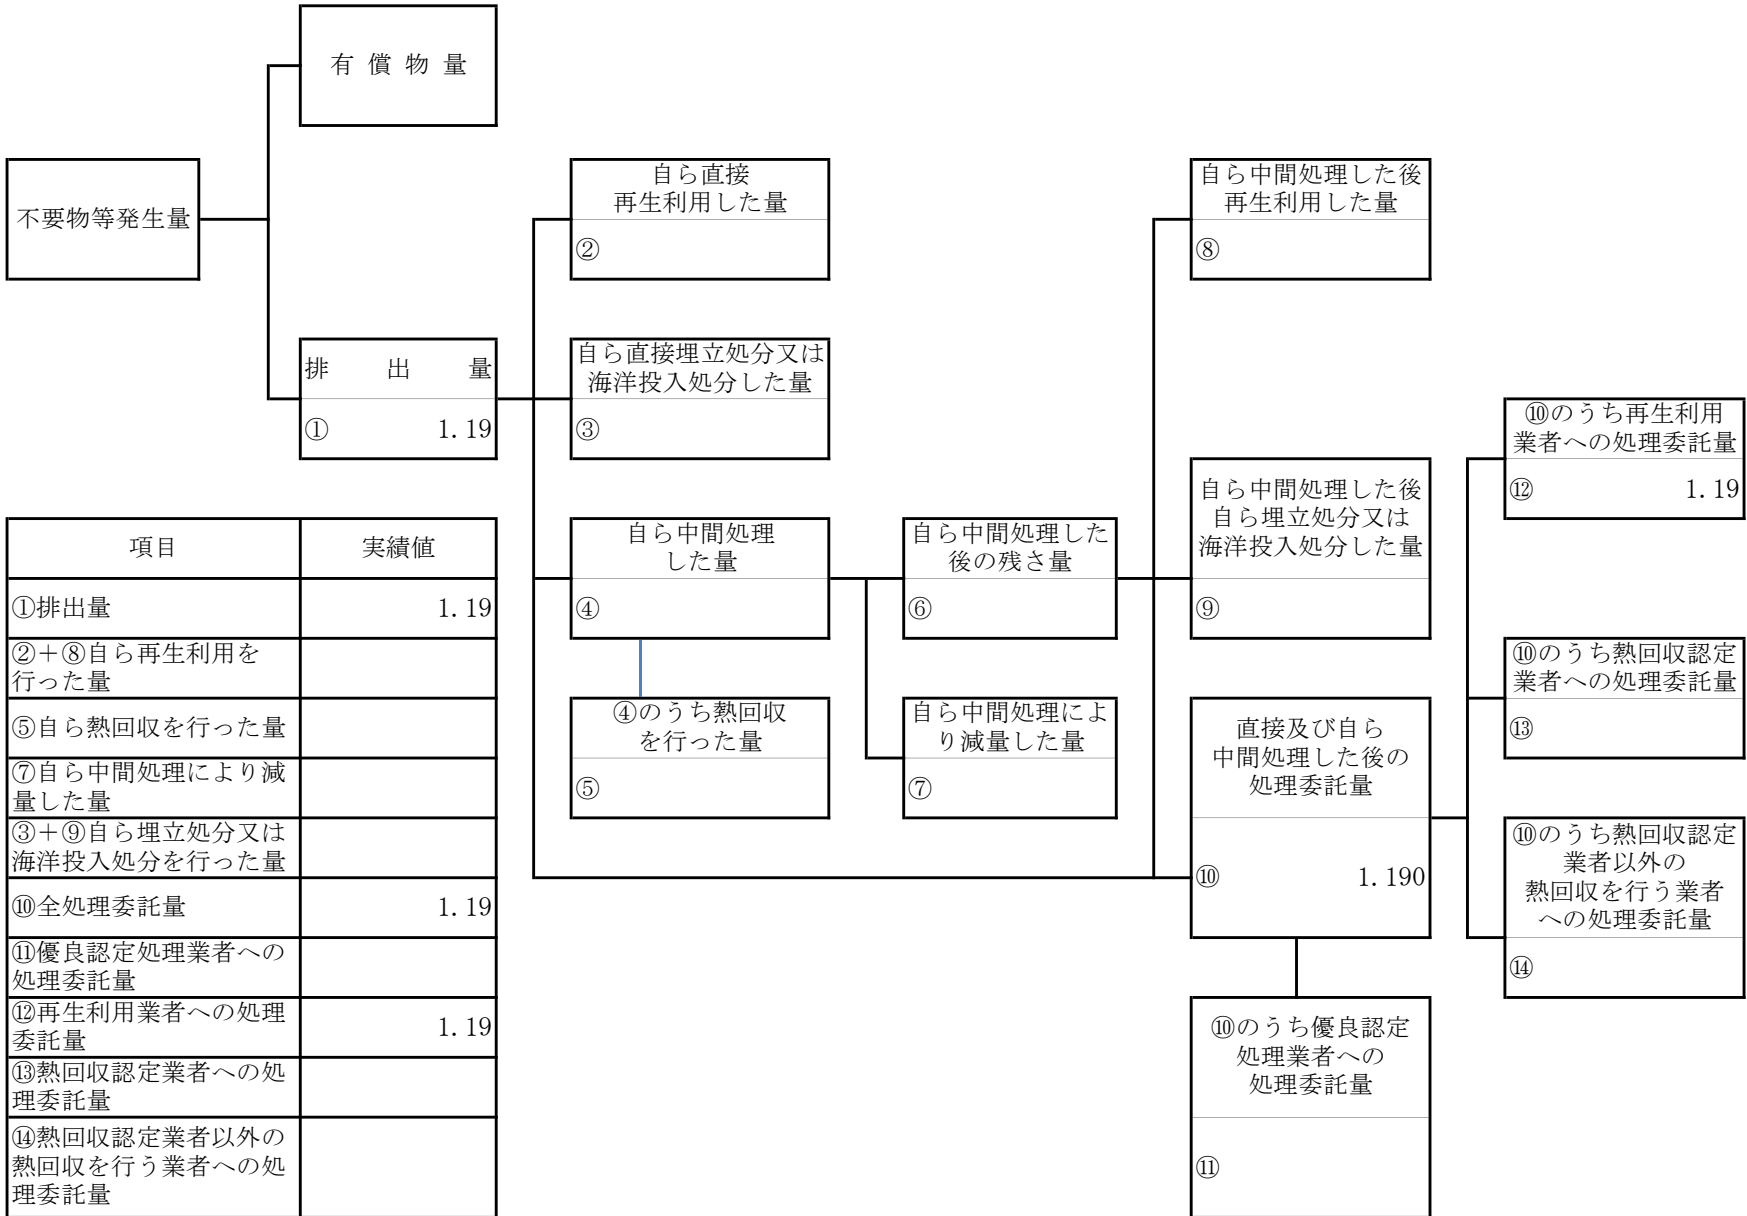 有 償 物 量
不要物等発生量
自ら直接
再生利用した量
②
自ら中間処理した後
再生利用した量
⑧
排 出 量
① 1.19
自ら直接埋立処分又は
海洋投入処分した量
③
⑩のうち再生利用
業者への処理委託量
⑫ 1.19
自ら中間処理した後
自ら埋立処分又は
海洋投入処分した量
⑨
自ら中間処理
した量
④
自ら中間処理した
後の残さ量
⑥
④のうち熱回収
を行った量
⑤
自ら中間処理によ
り減量した量
⑦
直接及び自ら
中間処理した後の
処理委託量
⑩ 1.190
⑩のうち熱回収認定
業者への処理委託量
⑬
⑩のうち熱回収認定
業者以外の
熱回収を行う業者
への処理委託量
⑭
⑩のうち優良認定
処理業者への
処理委託量
⑪
項目 実績値
①排出量 1.19
②+⑧自ら再生利用を
行った量
⑤自ら熱回収を行った量
⑦自ら中間処理により減
量した量
③+⑨自ら埋立処分又は
海洋投入処分を行った量
⑩全処理委託量 1.19
⑪優良認定処理業者への
処理委託量
⑫再生利用業者への処理
委託量 1.19
⑬熱回収認定業者への処
理委託量
⑭熱回収認定業者以外の
熱回収を行う業者への処
理委託量